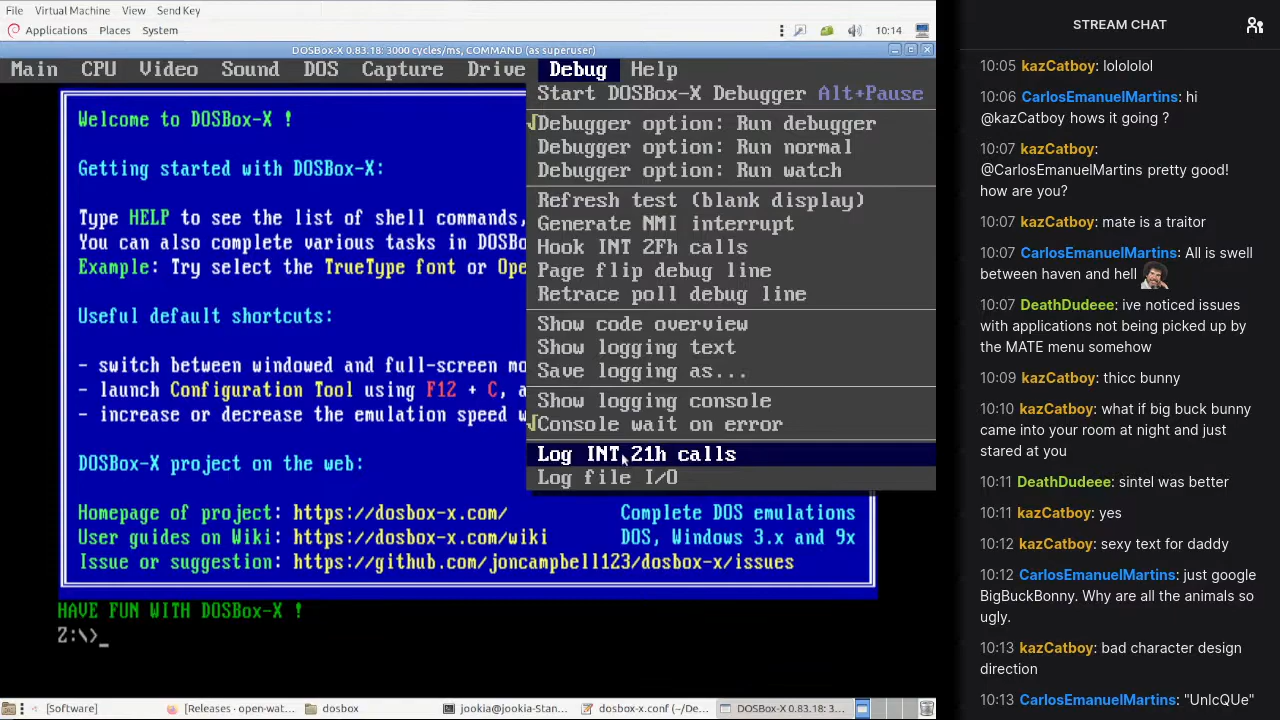 File Virtual Machine View Send Key
Applications Places System 10:14
DOSBox-X 0.83.18: 3000 cycles/ms, COMMAND (as superuser)
Main CPU Video Sound DOS Capture Drive Debug Help
Start DOSBox-X Debugger Alt+Pause
√Debugger option: Run debugger
Debugger option: Run normal
Debugger option: Run watch
Refresh test (blank display)
Generate NMI interrupt
Hook INT 2Fh calls
Page flip debug line
Retrace poll debug line
Show code overview
Show logging text
Save logging as...
Show logging console
√Console wait on error
Log INT 21h calls
Log file I/O
Welcome to DOSBox-X !
Getting started with DOSBox-X:
Type HELP to see the list of shell commands,
You can also complete various tasks in DOSBo
Example: Try select the TrueType font or Ope
Useful default shortcuts:
- switch between windowed and full-screen mo
- launch Configuration Tool using F12 + C, a
- increase or decrease the emulation speed w
DOSBox-X project on the web:
Homepage of project: https://dosbox-x.com/ Complete DOS emulations
User guides on Wiki: https://dosbox-x.com/wiki DOS, Windows 3.x and 9x
Issue or suggestion: https://github.com/joncampbell123/dosbox-x/issues
HAVE FUN WITH DOSBox-X !
Z:\>_
[Software] [Releases · open-wat... dosbox jookia@jookia-Stan... dosbox-x.conf (~/De... DOSBox-X 0.83.18: 3...
STREAM CHAT
10:05 kazCatboy: lolololol
10:06 CarlosEmanuelMartins: hi
@kazCatboy hows it going ?
10:07 kazCatboy:
@CarlosEmanuelMartins pretty good!
how are you?
10:07 kazCatboy: mate is a traitor
10:07 CarlosEmanuelMartins: All is swell
between haven and hell
10:07 DeathDudeee: ive noticed issues
with applications not being picked up by
the MATE menu somehow
10:09 kazCatboy: thicc bunny
10:10 kazCatboy: what if big buck bunny
came into your room at night and just
stared at you
10:11 DeathDudeee: sintel was better
10:11 kazCatboy: yes
10:12 kazCatboy: sexy text for daddy
10:12 CarlosEmanuelMartins: just google
BigBuckBonny. Why are all the animals so
ugly.
10:13 kazCatboy: bad character design
direction
10:13 CarlosEmanuelMartins: "UnIcQUe"